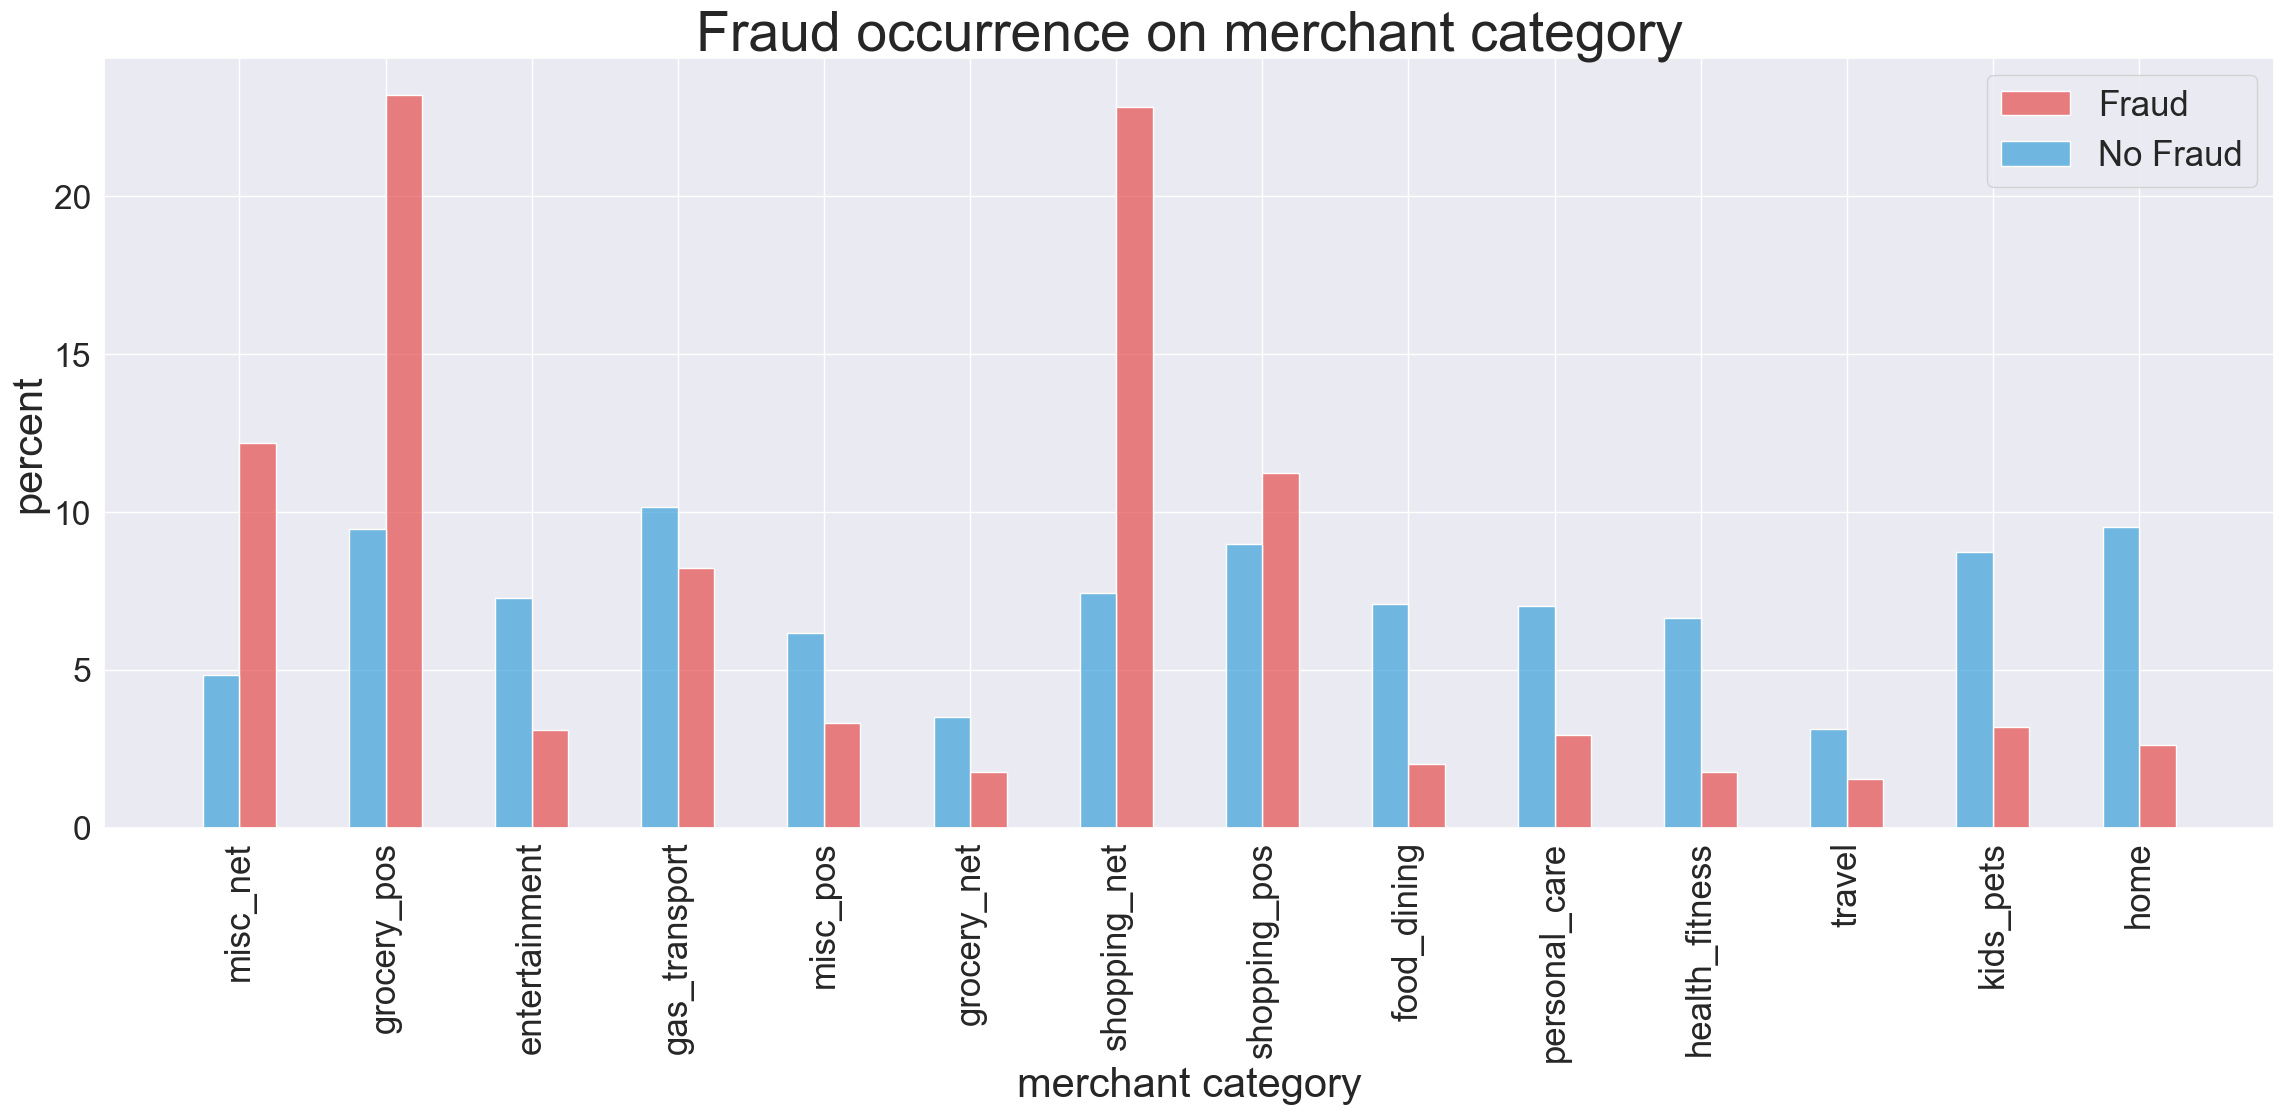 Fraud occurrence on merchant category
Fraud
No Fraud
percent
20
15
10
5
0
misc_net
grocery_pos
entertainment
gas_transport
misc_pos
grocery_net
shopping_net
shopping_pos
food_dining
personal_care
health_fitness
travel
kids_pets
home
merchant category